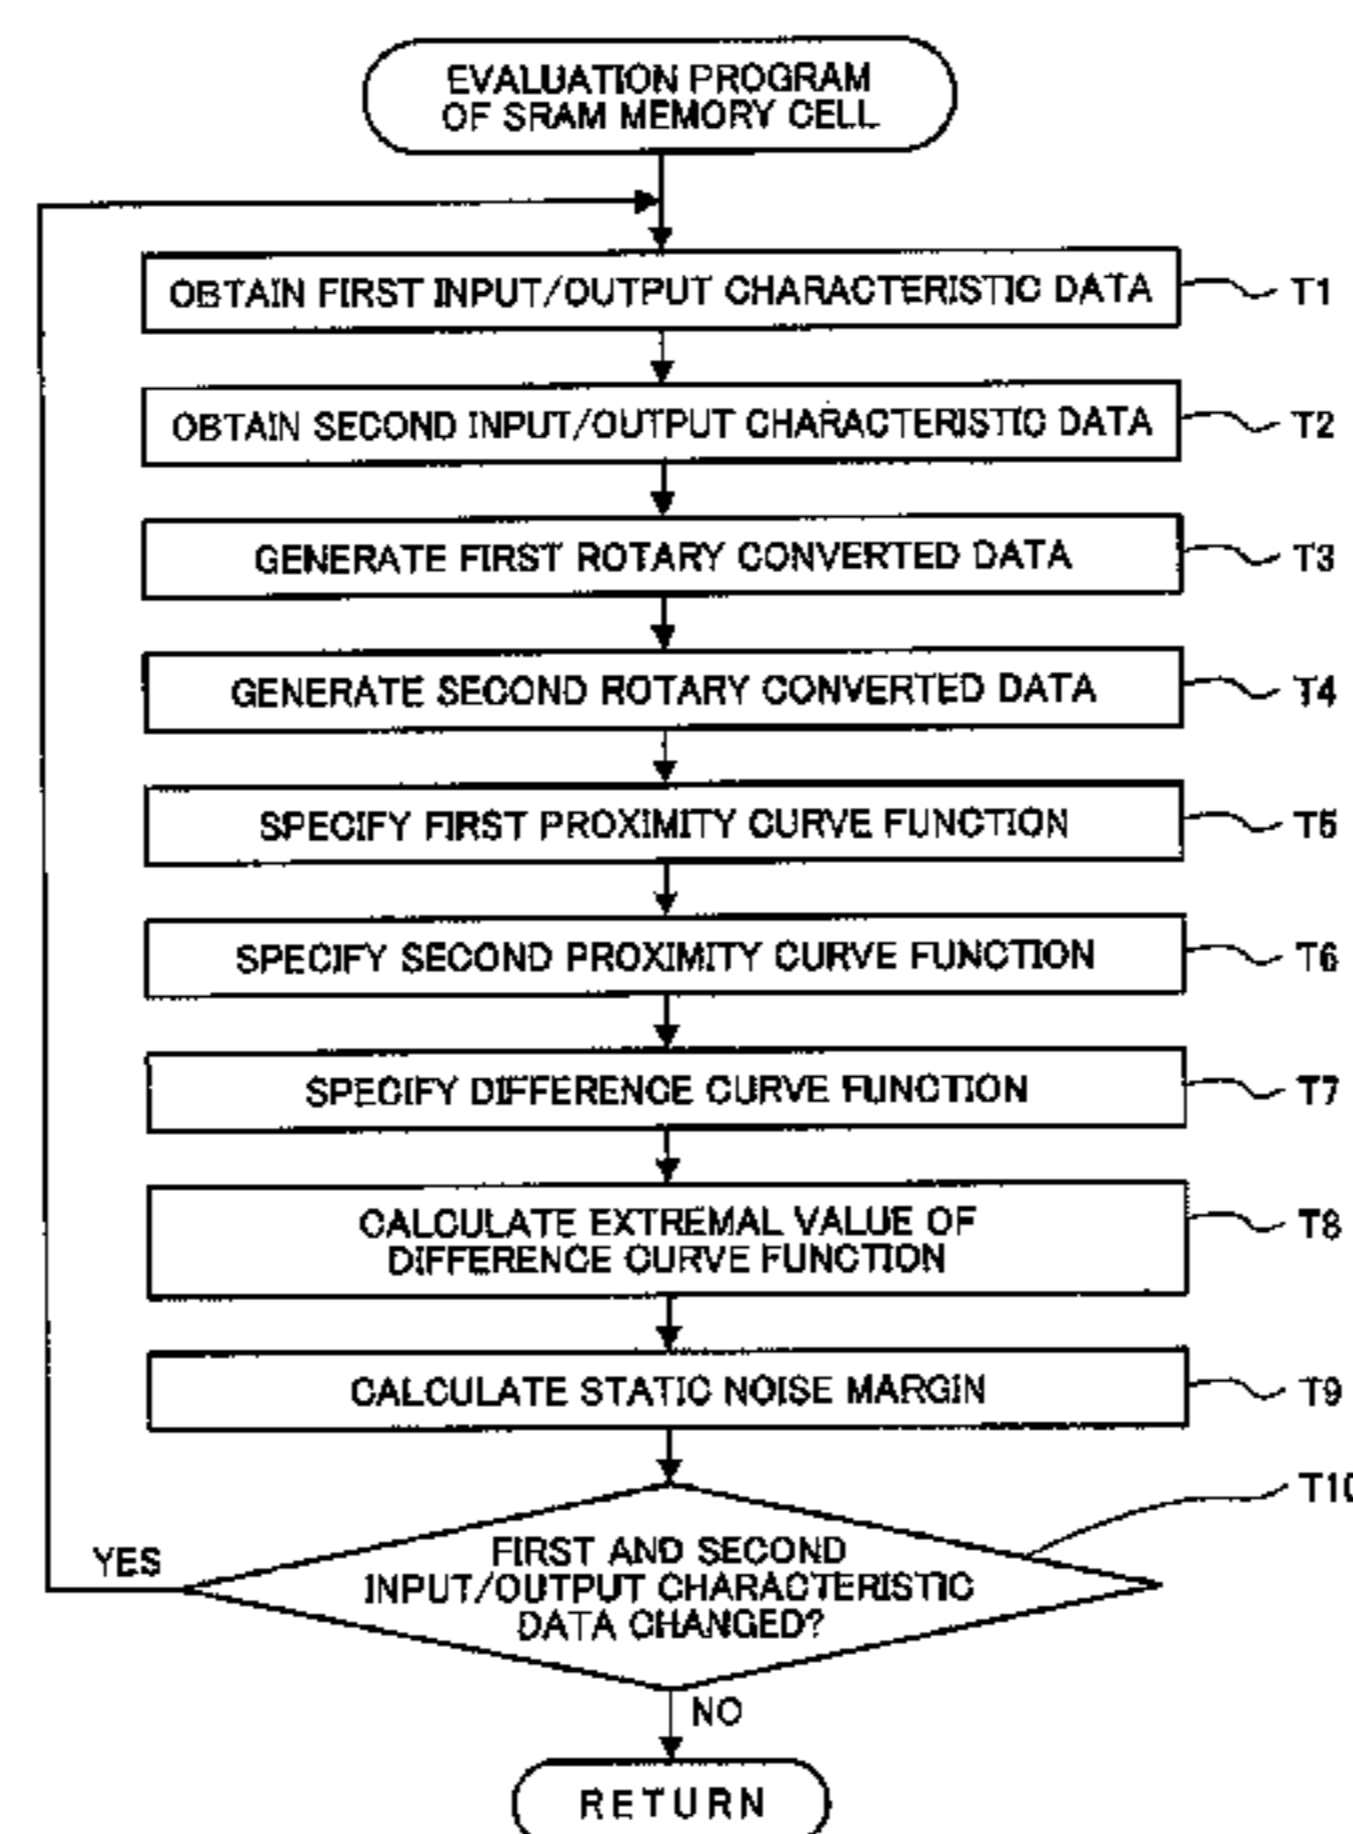 EVALUATION PROGRAM
OF SRAM MEMORY CELL
OBTAIN FIRST INPUT/OUTPUT CHARACTERISTIC DATA
T1
OBTAIN SECOND INPUT/OUTPUT CHARACTERISTIC DATA
T2
GENERATE FIRST ROTARY CONVERTED DATA
T3
GENERATE SECOND ROTARY CONVERTED DATA
T4
SPECIFY FIRST PROXIMITY CURVE FUNCTION
T5
SPECIFY SECOND PROXIMITY CURVE FUNCTION
T6
SPECIFY DIFFERENCE CURVE FUNCTION
T7
CALCULATE EXTREMAL VALUE OF
DIFFERENCE CURVE FUNCTION
T8
CALCULATE STATIC NOISE MARGIN
T9
T10
FIRST AND SECOND
INPUT/OUTPUT CHARACTERISTIC
DATA CHANGED?
YES
NO
RETURN